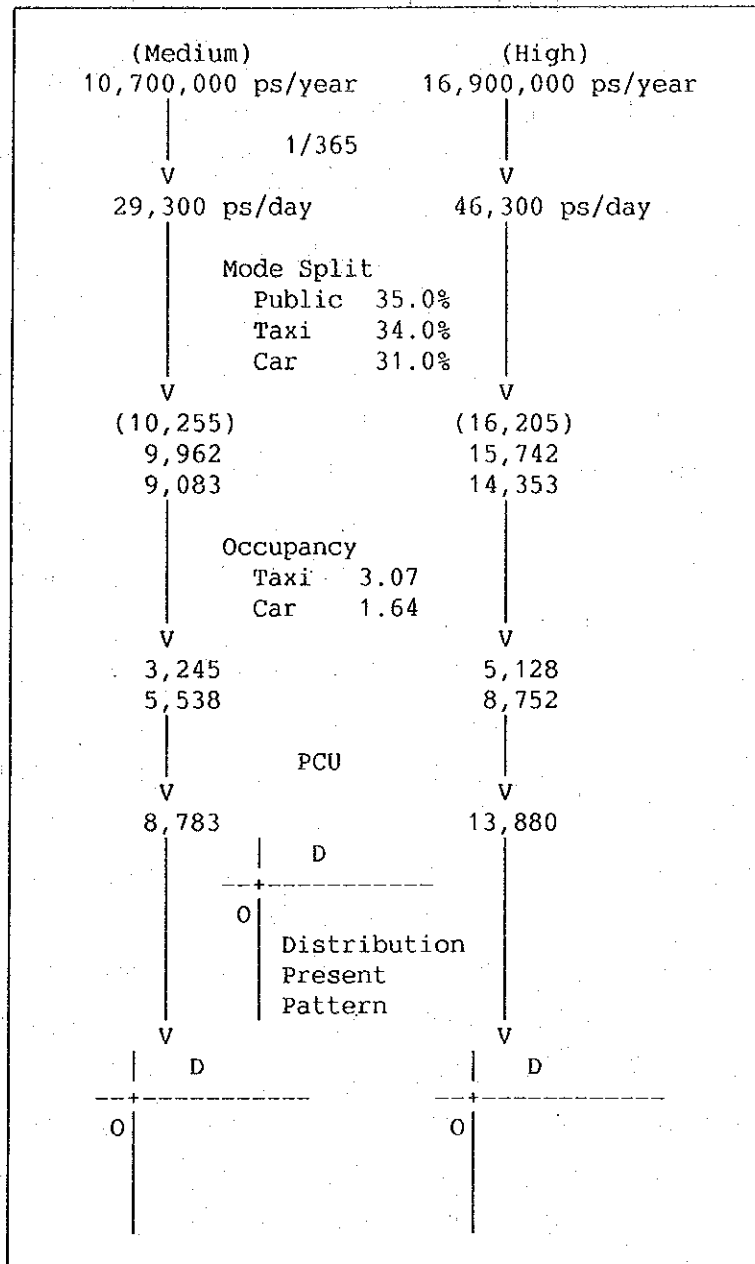 (Medium) (High)
10,700,000 ps/year 16,900,000 ps/year
1/365
V V
29,300 ps/day 46,300 ps/day
Mode Split
Public 35.0%
Taxi 34.0%
Car 31.0%
V V
(10,255) (16,205)
9,962 15,742
9,083 14,353
Occupancy
Taxi 3.07
Car 1.64
V V
3,245 5,128
5,538 8,752
PCU
V V
8,783 13,880
D
O
Distribution
Present
Pattern
V V
D D
O O